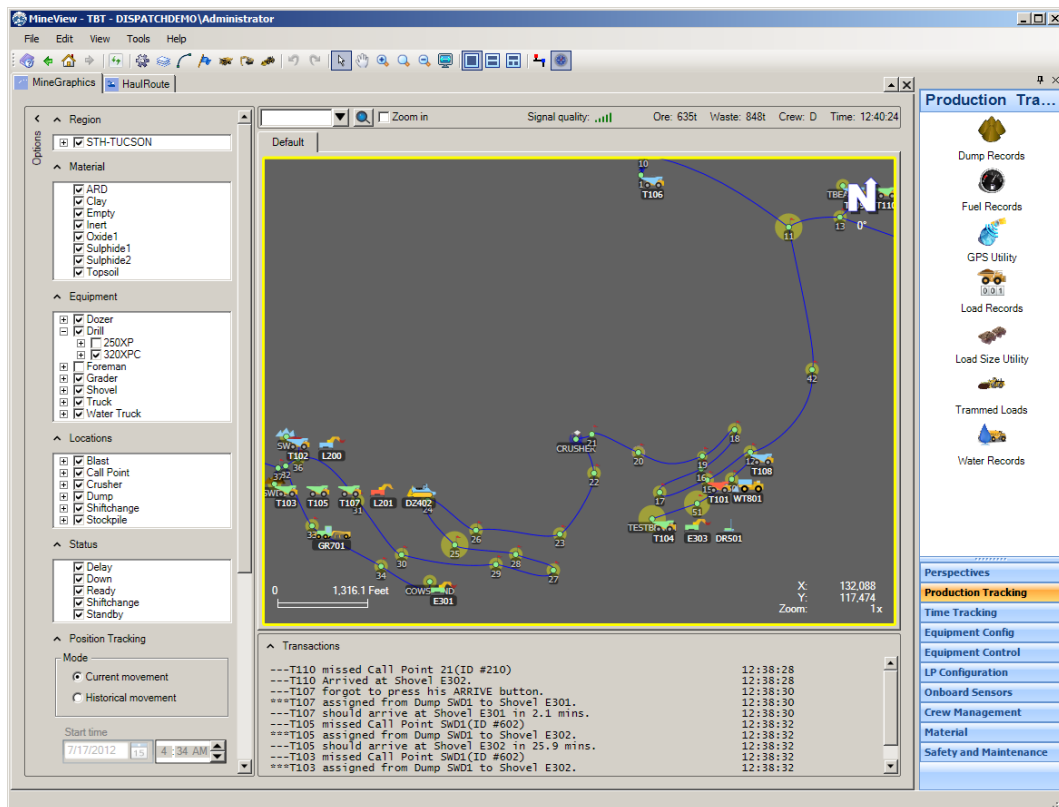 MineView - TBT - DISPATCHDEMO\Administrator
File Edit View Tools Help
MineGraphics HaulRoute
Options
Region
STH-TUCSON
Material
ARD
Clay
Empty
Inert
Oxide1
Sulphide1
Sulphide2
Topsoil
Equipment
Dozer
Drill
250XP
320XPC
Foreman
Grader
Shovel
Truck
Water Truck
Locations
Blast
Call Point
Crusher
Dump
Shiftchange
Stockpile
Status
Delay
Down
Ready
Shiftchange
Standby
Position Tracking
Mode
Current movement
Historical movement
Start time
7/17/2012 15 4:34 AM
Zoom in Signal quality: Ore: 635t Waste: 848t Crew: D Time: 12:40:24
Default
10
T106
N
T110
0°
11
13
42
CRUSHER
21
20
18
19
12
T108
22
16
15
17
T101
WT801
51
T104
E303
DR501
T102
L200
36
T103
T105
T107
L201
DZ402
31
24
GR701
26
25
23
28
30
29
27
34
E301
0 1,316.1 Feet
X: 132,088
Y: 117,474
Zoom: 1x
Transactions
---T110 missed Call Point 21(ID #210) 12:38:28
---T110 Arrived at Shovel E302. 12:38:28
---T107 forgot to press his ARRIVE button. 12:38:30
***T107 assigned from Dump SWD1 to Shovel E301. 12:38:30
---T107 should arrive at Shovel E301 in 2.1 mins. 12:38:30
---T105 missed Call Point SWD1(ID #602) 12:38:32
***T105 assigned from Dump SWD1 to Shovel E302. 12:38:32
---T105 should arrive at Shovel E302 in 25.9 mins. 12:38:32
---T103 missed Call Point SWD1(ID #602) 12:38:32
***T103 assigned from Dump SWD1 to Shovel E302. 12:38:32
Production Tra...
Dump Records
Fuel Records
GPS Utility
001
Load Records
Load Size Utility
Trammed Loads
Water Records
Perspectives
Production Tracking
Time Tracking
Equipment Config
Equipment Control
LP Configuration
Onboard Sensors
Crew Management
Material
Safety and Maintenance